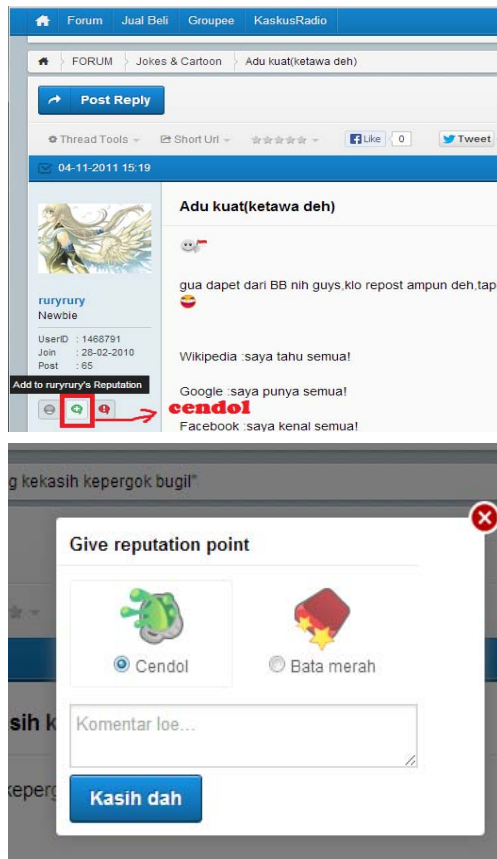 Forum Jual Beli Groupee KaskusRadio
FORUM Jokes & Cartoon Adu kuat(ketawa deh)
Post Reply
Thread Tools Short Url Like 0 Tweet
04-11-2011 15:19
Adu kuat(ketawa deh)
gua dapet dari BB nih guys,klo repost ampun deh,tap
ruryrury
Newbie
UserID : 1468791
Join : 28-02-2010
Post : 65
Wikipedia :saya tahu semua!
Add to ruryrury's Reputation
Google :saya punya semua!
cendol
Facebook :saya kenal semua!
g kekasih kepergok bugil"
Give reputation point
Cendol Bata merah
sih k
Komentar loe...
keperg
Kasih dah